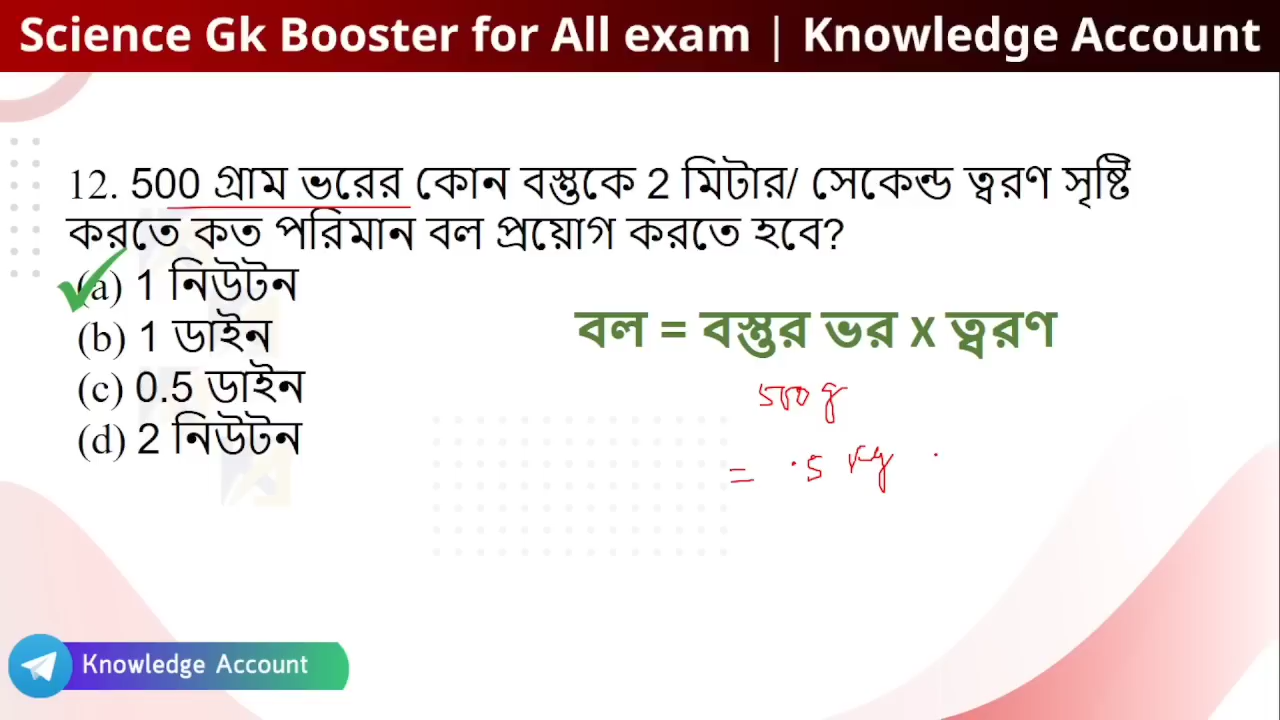 Science Gk Booster for All exam | Knowledge Account
12. 500 গ্রাম ভরের কোন বস্তুকে 2 মিটার/ সেকেন্ড ত্বরণ সৃষ্টি
করতে কত পরিমান বল প্রয়োগ করতে হবে?
(a) 1 নিউটন
(b) 1 ডাইন
(c) 0.5 ডাইন
(d) 2 নিউটন
বল = বস্তুর ভর x ত্বরণ
500 g
= .5 Kg .
Knowledge Account